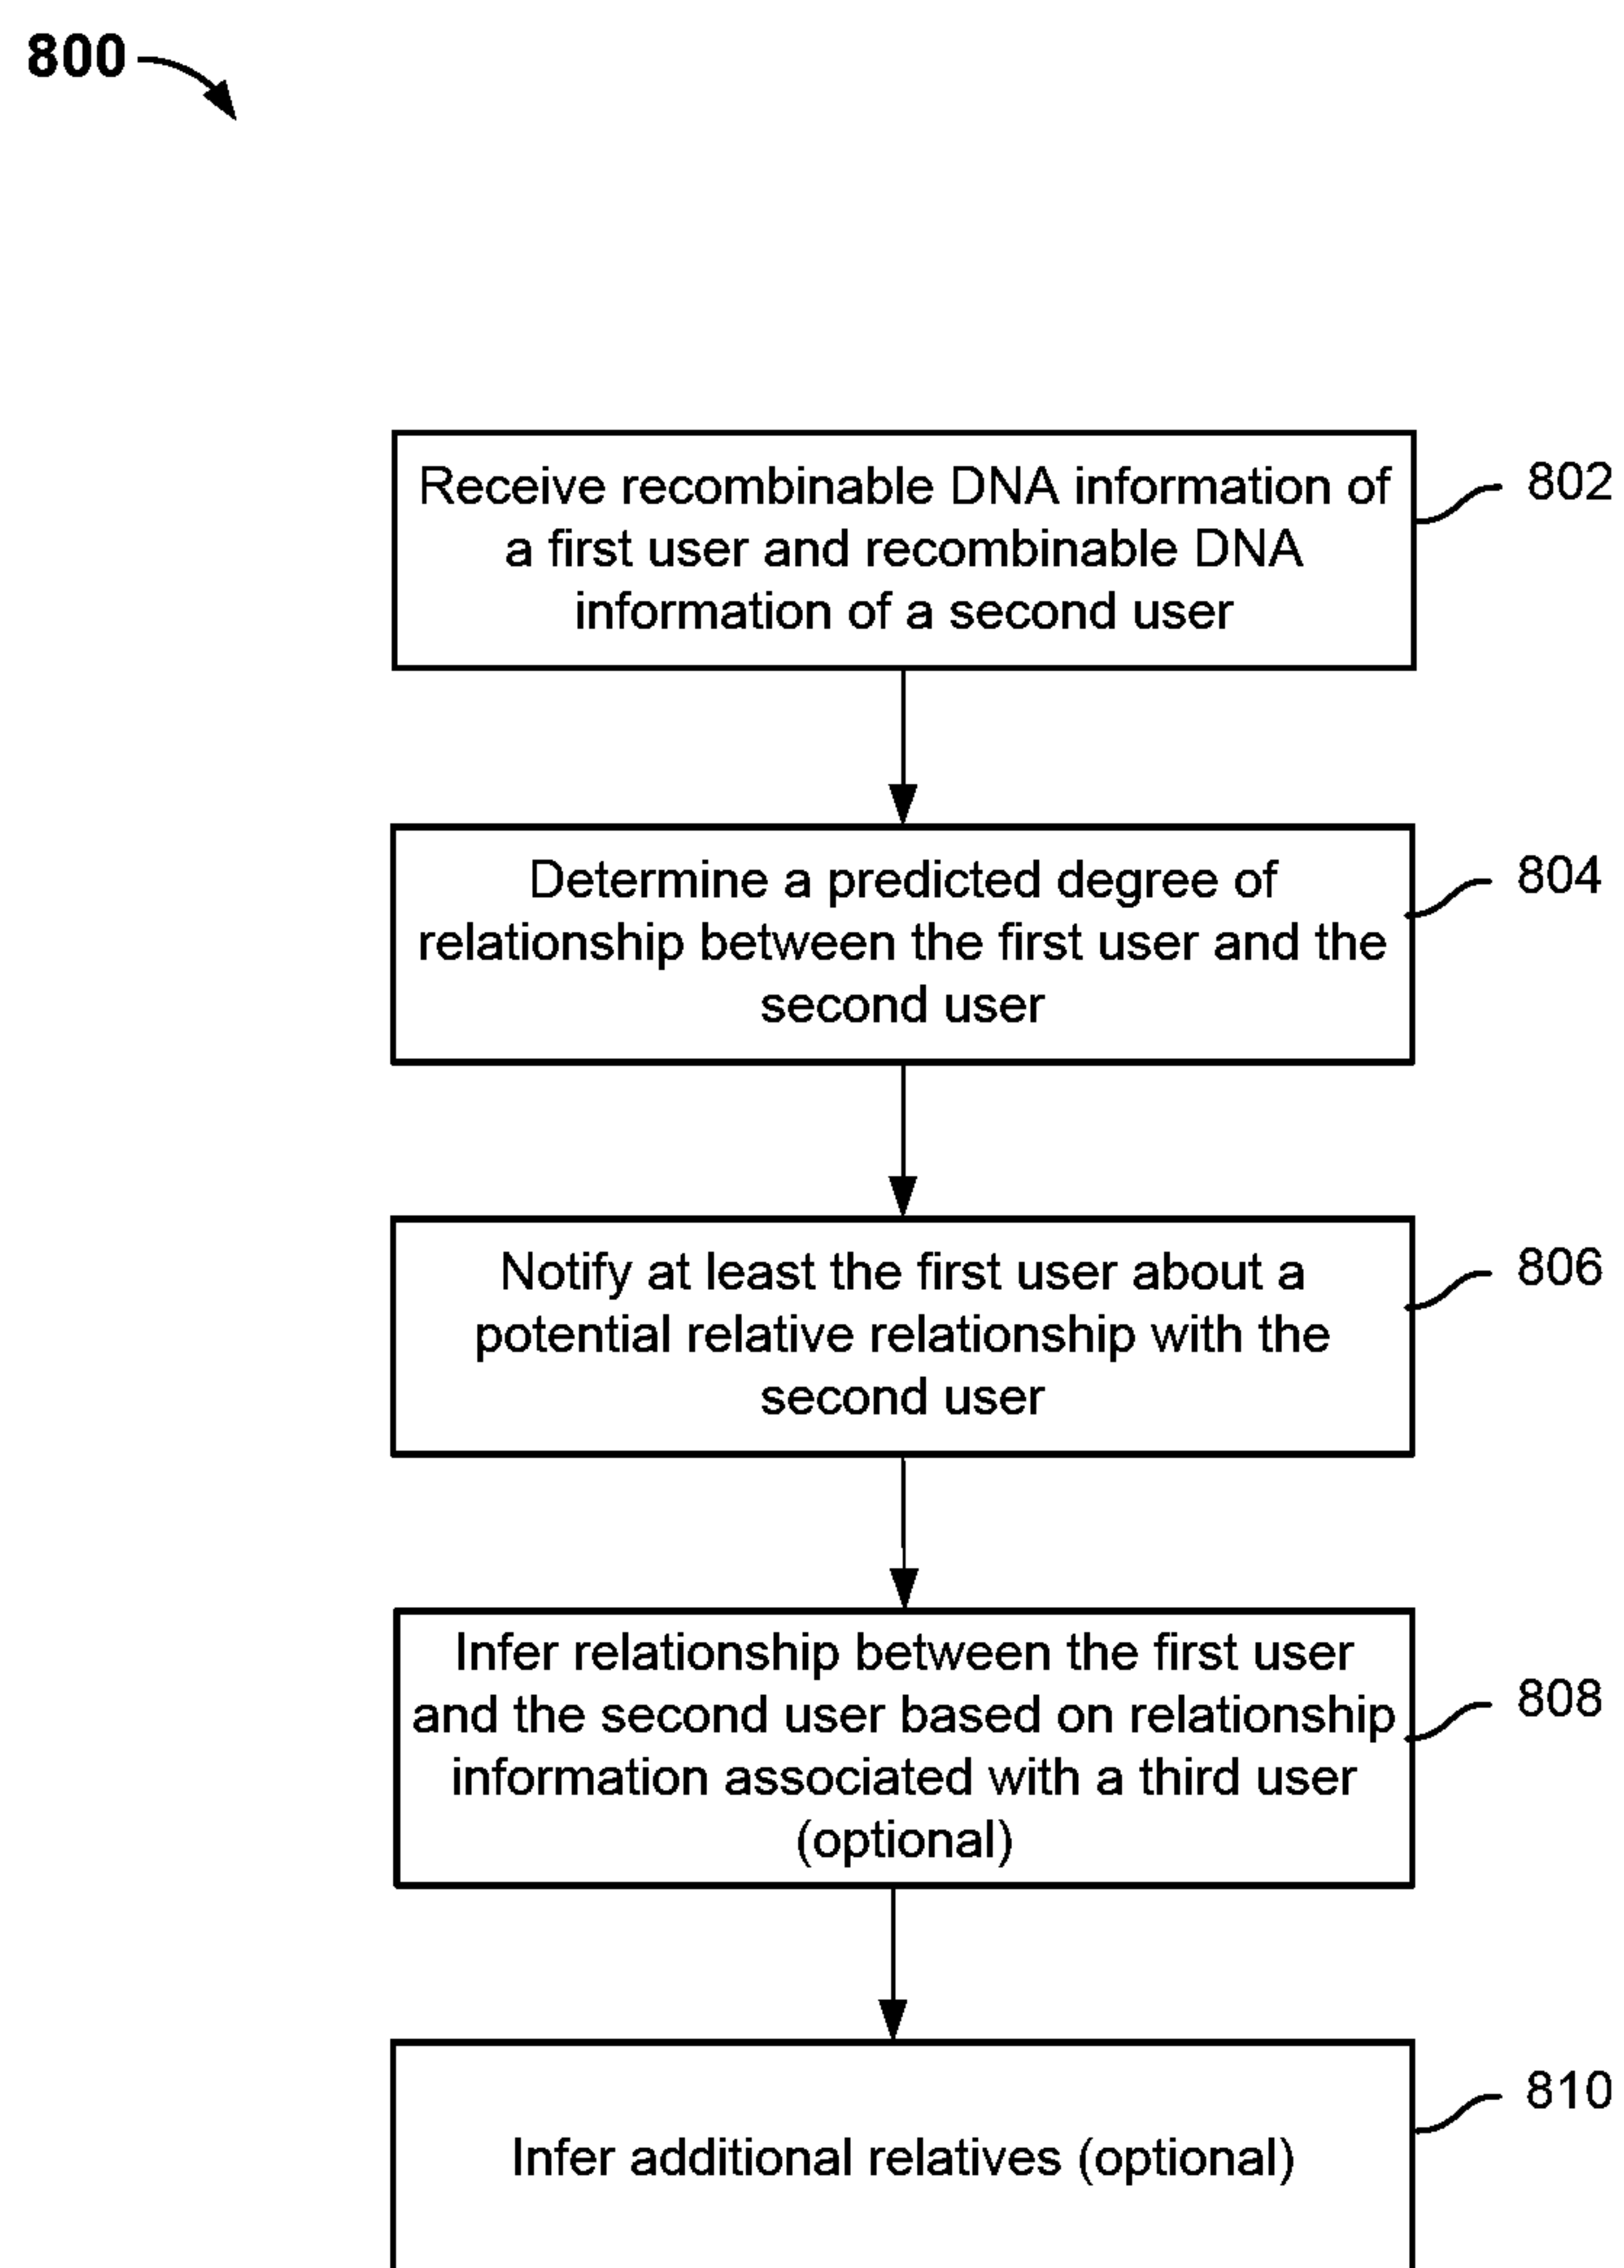 800
Receive recombinable DNA information of
a first user and recombinable DNA
information of a second user
802
Determine a predicted degree of
relationship between the first user and the
second user
804
Notify at least the first user about a
potential relative relationship with the
second user
806
Infer relationship between the first user
and the second user based on relationship
information associated with a third user
(optional)
808
Infer additional relatives (optional)
810